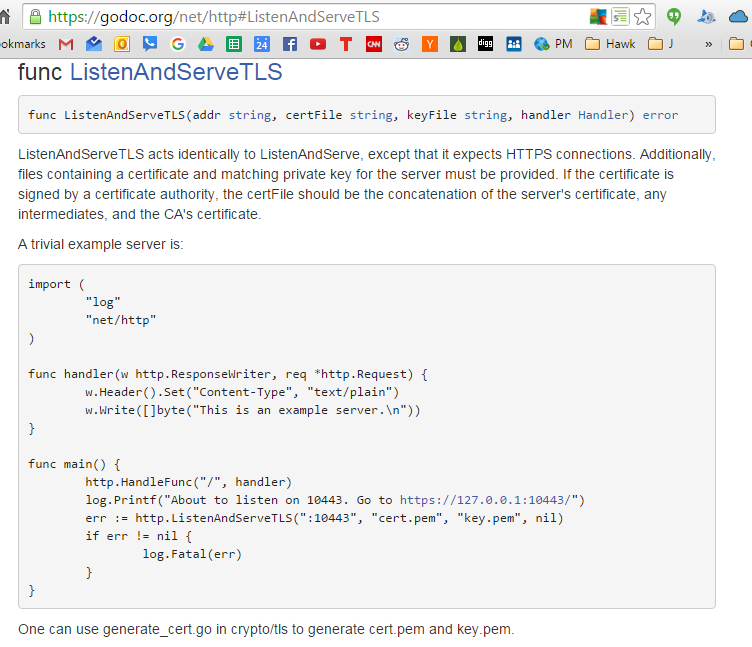 https://godoc.org/net/http#ListenAndServeTLS
ookmarks 24 CNN Y digg PM Hawk J »
func ListenAndServeTLS
func ListenAndServeTLS(addr string, certFile string, keyFile string, handler Handler) error
ListenAndServeTLS acts identically to ListenAndServe, except that it expects HTTPS connections. Additionally,
files containing a certificate and matching private key for the server must be provided. If the certificate is
signed by a certificate authority, the certFile should be the concatenation of the server's certificate, any
intermediates, and the CA's certificate.
A trivial example server is:
import (
"log"
"net/http"
)
func handler(w http.ResponseWriter, req *http.Request) {
w.Header().Set("Content-Type", "text/plain")
w.Write([]byte("This is an example server.\n"))
}
func main() {
http.HandleFunc("/", handler)
log.Printf("About to listen on 10443. Go to https://127.0.0.1:10443/")
err := http.ListenAndServeTLS(":10443", "cert.pem", "key.pem", nil)
if err != nil {
log.Fatal(err)
}
}
One can use generate_cert.go in crypto/tls to generate cert.pem and key.pem.